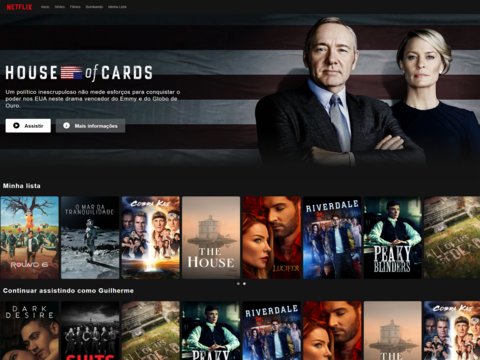 NETFLIX
Início Séries Filmes Bombando Minha Lista
HOUSE of CARDS
Um político inescrupuloso não mede esforços para conquistar o
poder nos EUA neste drama vencedor do Emmy e do Globo de
Ouro.
Assistir
Mais informações
Minha lista
ROUND 6
O MAR DA
TRANQUILIDADE
COBRA KAI
THE
HOUSE
LUCIFER
RIVERDALE
PEAKY
BLINDERS
Continuar assistindo como Guilherme
DARK
DESIRE
SUITS
PEAKY
BLINDERS
RIVERDALE
LUCIFER
THE
COBRA KAI